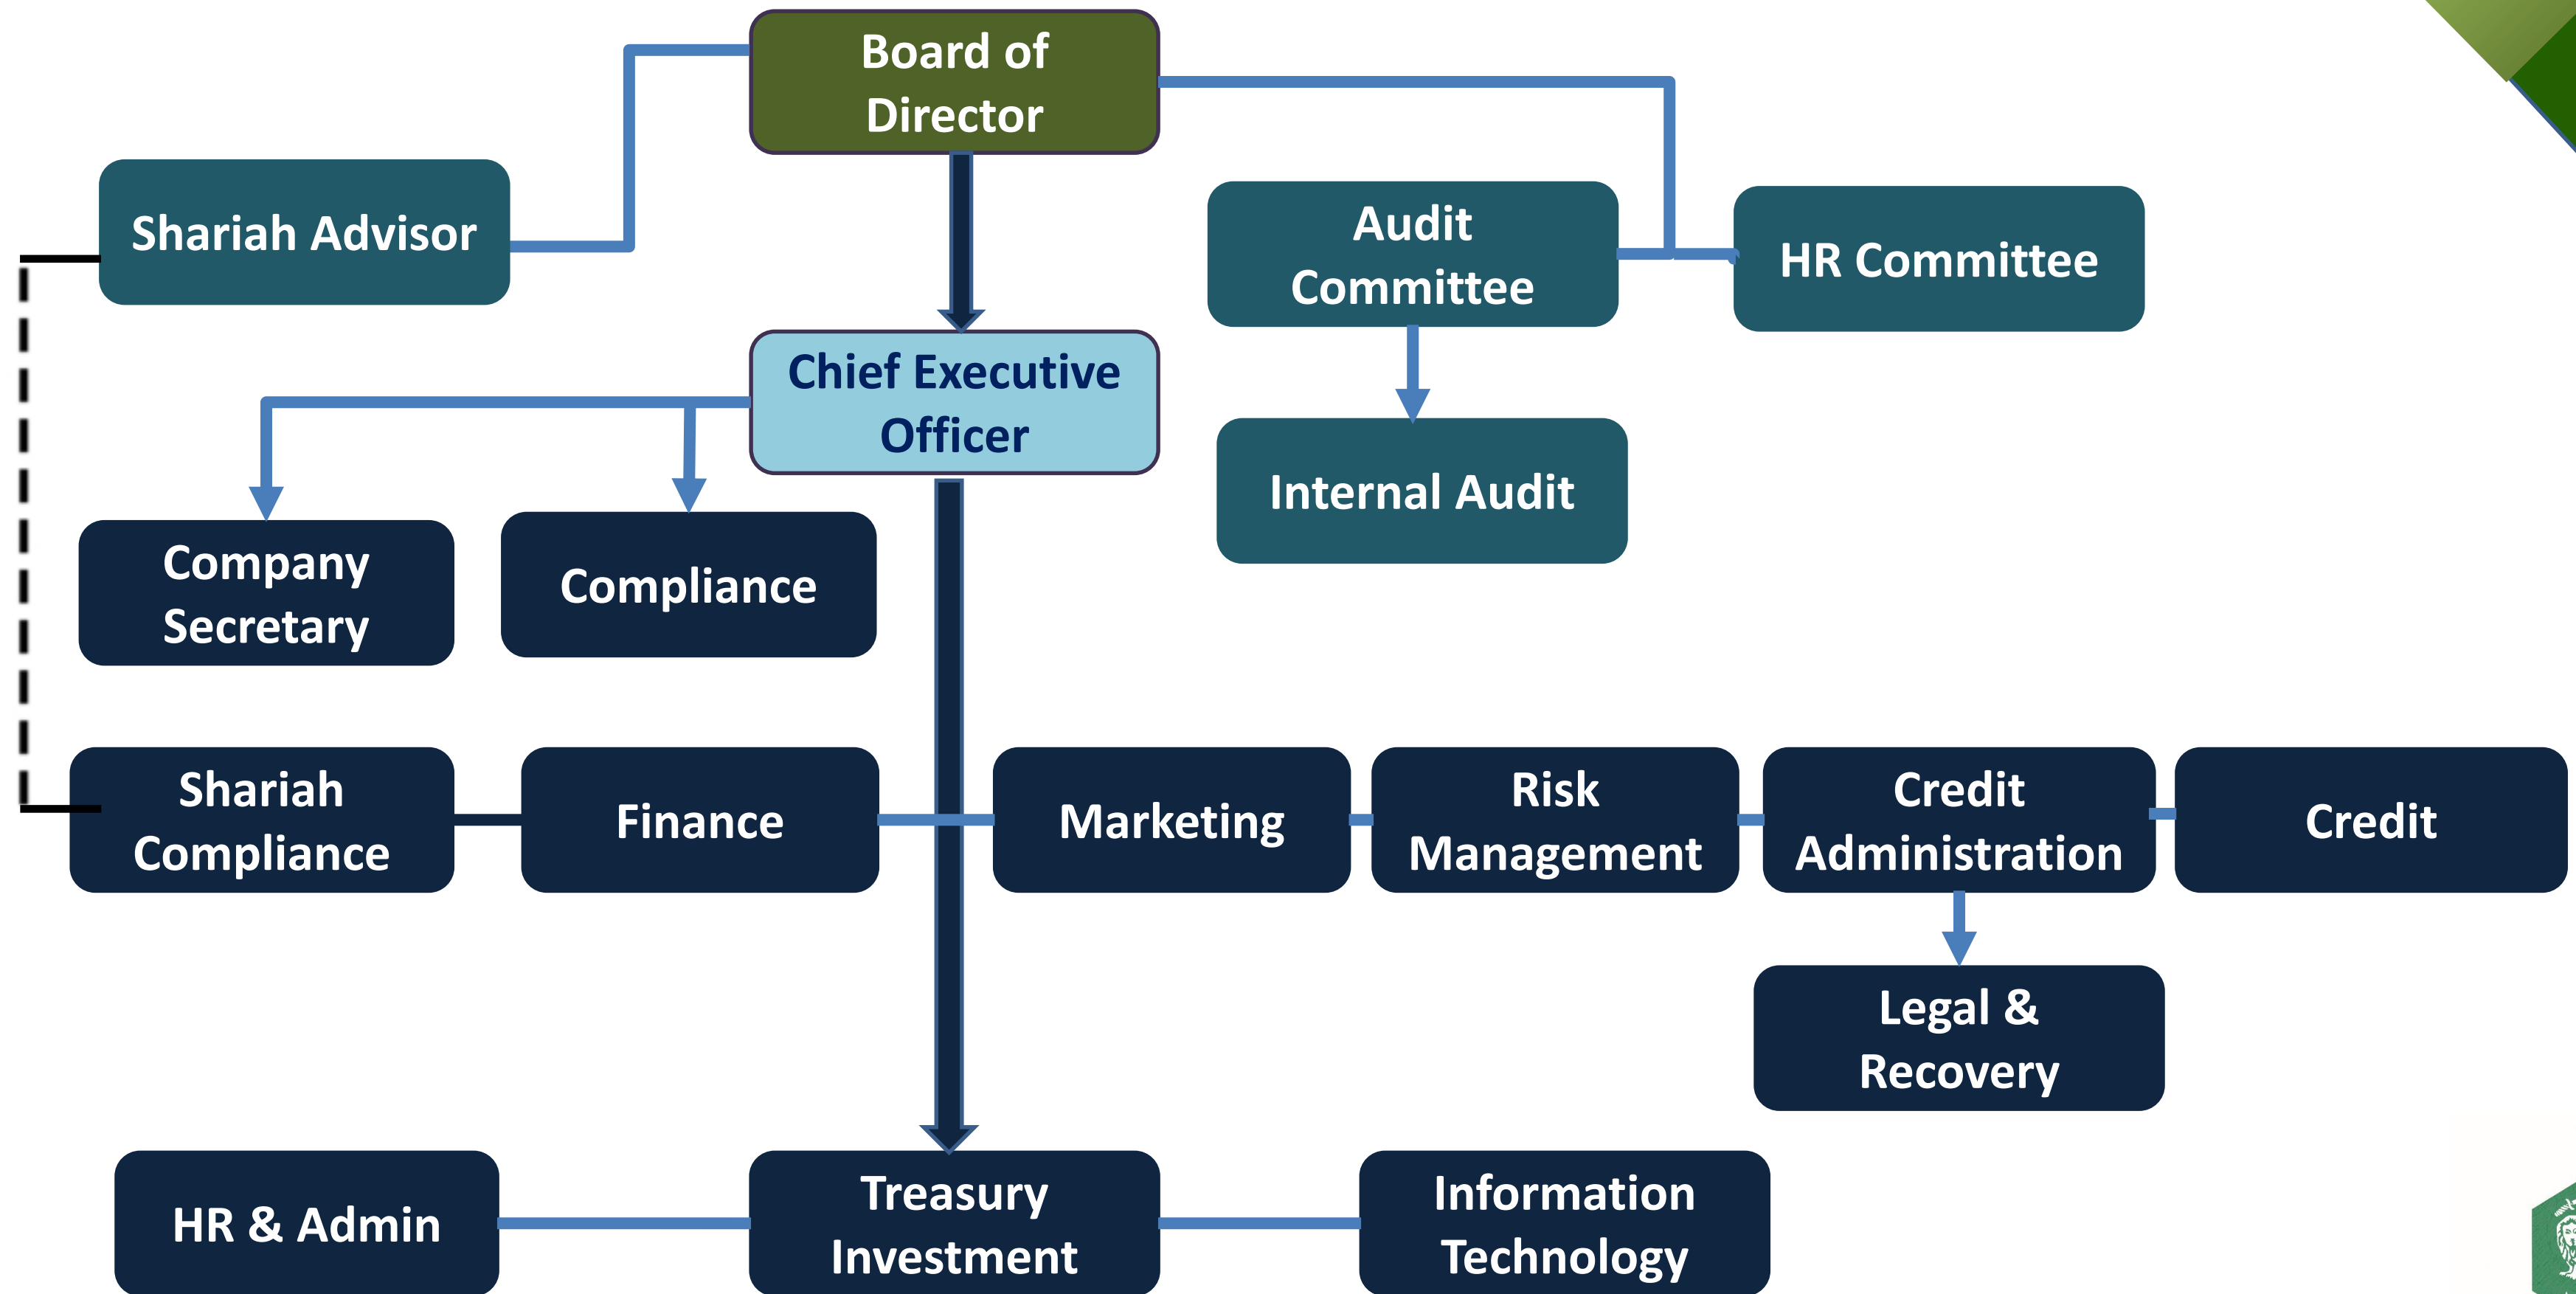 Board of
Director
Shariah Advisor
Audit
Committee
HR Committee
Chief Executive
Officer
Internal Audit
Company
Secretary
Compliance
Shariah
Compliance
Finance
Marketing
Risk
Management
Credit
Administration
Credit
Legal &
Recovery
HR & Admin
Treasury
Investment
Information
Technology